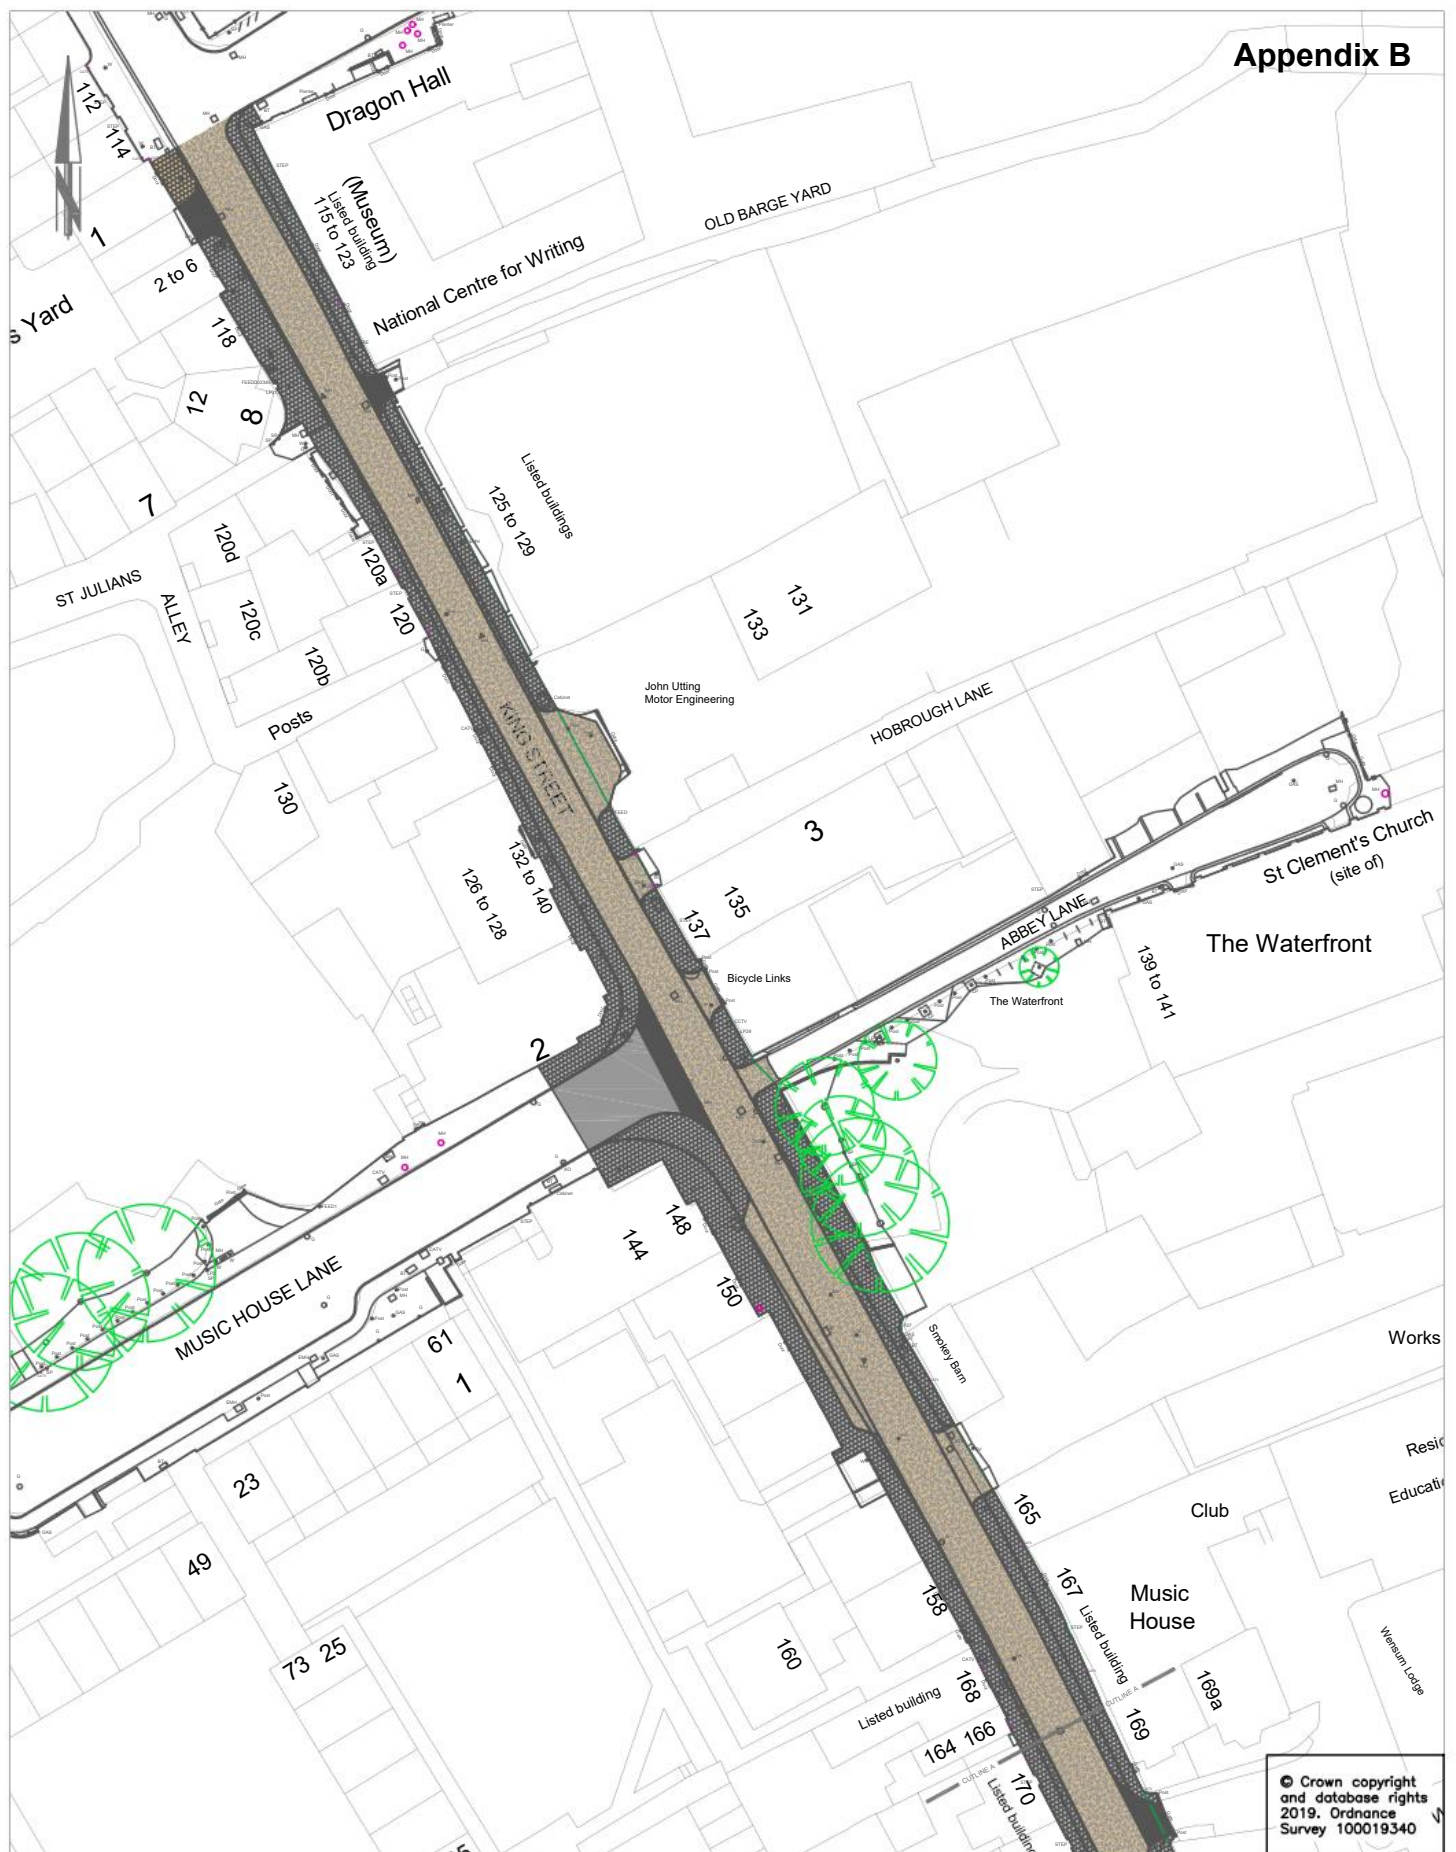 Appendix B
112
114
Dragon Hall
(Museum)
Listed building
115 to 123
OLD BARGE YARD
1
2 to 6
National Centre for Writing
s Yard
118
12
8
Listed buildings
125 to 129
7
120d
120a
ST JULIANS
ALLEY
120c
120
131
133
120b
John Utting
Motor Engineering
Posts
KING STREET
HOBROUGH LANE
130
3
132 to 140
126 to 128
St Clement's Church
(site of)
135
137
ABBEY LANE
The Waterfront
Bicycle Links
139 to 141
The Waterfront
2
148
144
150
MUSIC HOUSE LANE
61
1
Smokey Barn
Works
23
Resid
Educati
165
Club
49
158
167
Listed building
Music
House
73 25
160
Wensum Lodge
168
169a
Listed building
CUTLINE A
169
164 166
CUTLINE A
170
Listed building
© Crown copyright
and database rights
2019. Ordnance
Survey 100019340